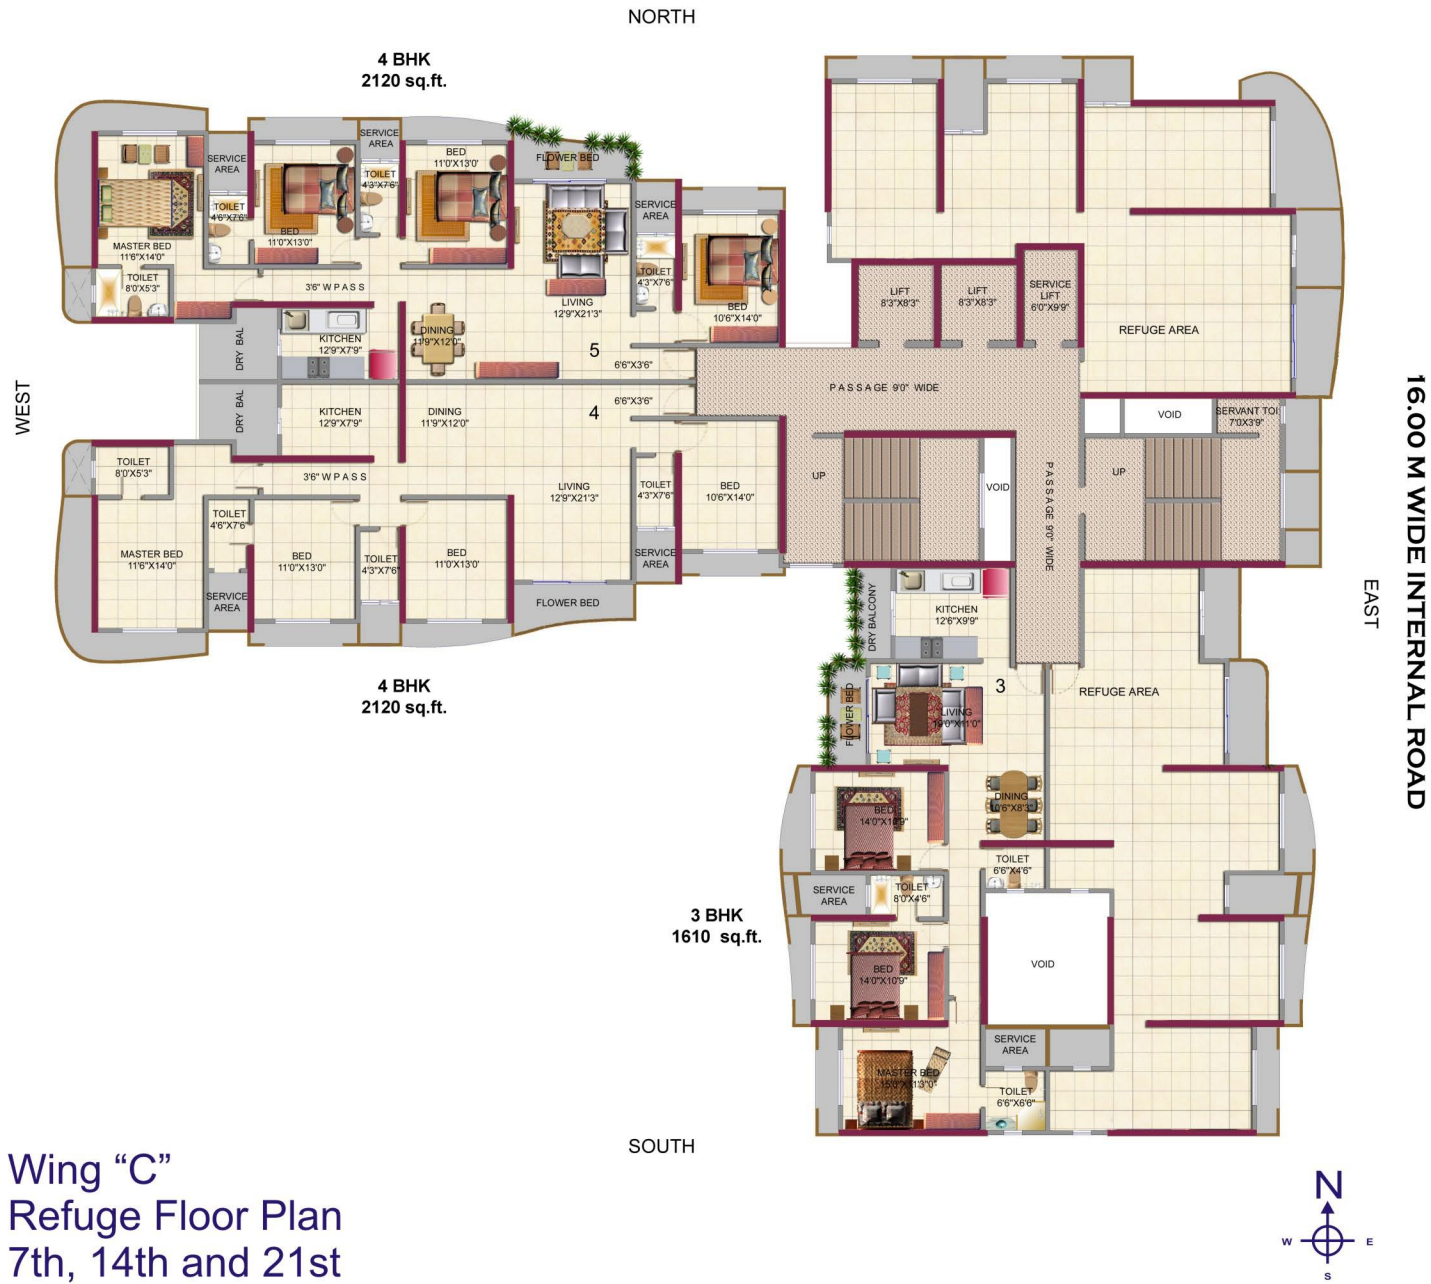 NORTH
4 BHK
2120 sq.ft.
SERVICE
AREA
BED
11'0"X13'0'
FLOWER BED
SERVICE
AREA
TOILET
4'3"X7'6"
TOILET
4'6"X7'6"
BED
11'0"X13'0"
MASTER BED
11'6"X14'0"
TOILET
8'0"X5'3"
3'6" W P A S S
SERVICE
AREA
TOILET
4'3"X7'6"
LIVING
12'9"X21'3"
BED
10'6"X14'0"
DINING
11'9"X12'0"
KITCHEN
12'9"X7'9"
DRY BAL
5
6'6"X3'6"
LIFT
8'3"X8'3"
LIFT
8'3"X8'3"
SERVICE
LIFT
6'0"X9'9"
REFUGE AREA
WEST
PASSAGE 9'0" WIDE
DRY BAL
KITCHEN
12'9"X7'9"
DINING
11'9"X12'0"
4
6'6"X3'6"
VOID
SERVANT TOI
7'0X3'9"
TOILET
8'0"X5'3"
3'6" W P A S S
LIVING
12'9"X21'3"
TOILET
4'3"X7'6"
BED
10'6"X14'0"
UP
VOID
PASSAGE 9'0" WIDE
UP
TOILET
4'6"X7'6"
MASTER BED
11'6"X14'0"
BED
11'0"X13'0"
TOILET
4'3"X7'6"
BED
11'0"X13'0'
SERVICE
AREA
SERVICE
AREA
FLOWER BED
4 BHK
2120 sq.ft.
EAST
16.00 M WIDE INTERNAL ROAD
DRY BALCONY
KITCHEN
12'6"X9'9"
3
REFUGE AREA
FLOWER BED
LIVING
19'0"X11'0"
DINING
10'6"X8'3"
BED
14'0"X10'9"
TOILET
6'6"X4'6"
SERVICE
AREA
TOILET
8'0"X4'6"
3 BHK
1610 sq.ft.
BED
14'0"X10'9"
VOID
SERVICE
AREA
MASTER BED
15'0"X11'3"0"
TOILET
6'6"X6'6"
SOUTH
Wing “C”
Refuge Floor Plan
7th, 14th and 21st
N
W
E
S